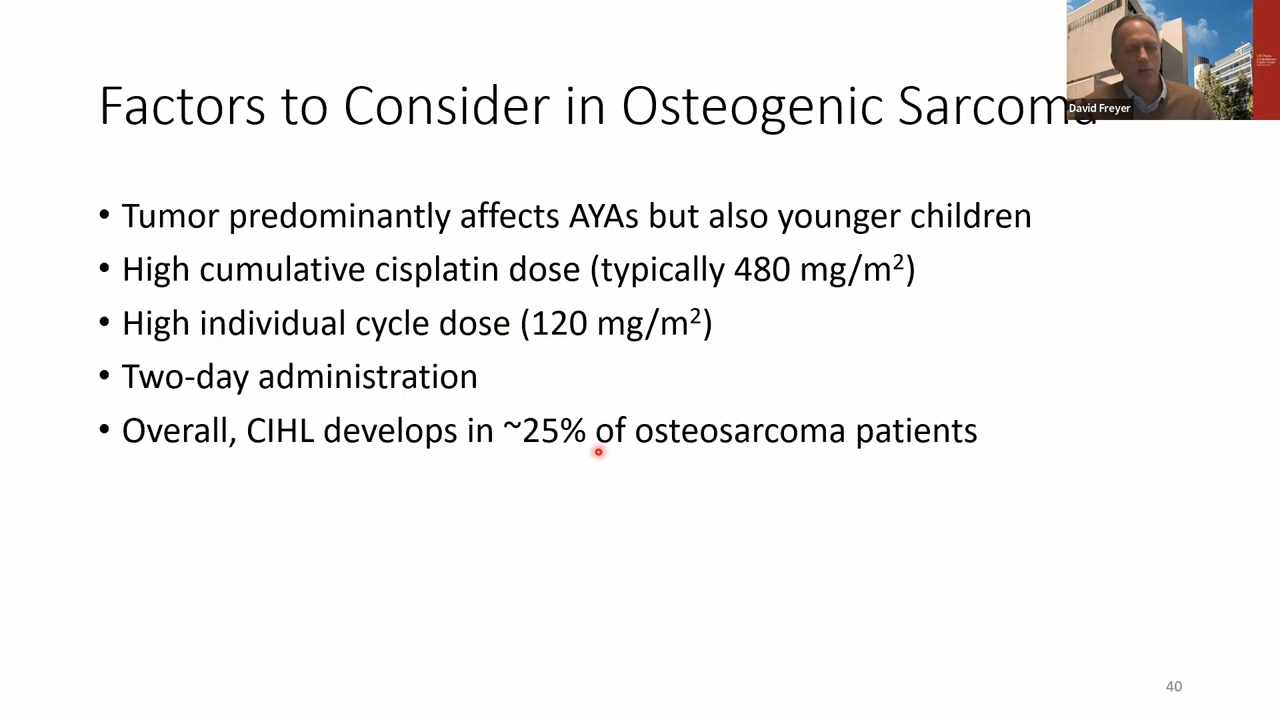 Factors to Consider in Osteogenic Sarcoma
David Freyer
• Tumor predominantly affects AYAs but also younger children
• High cumulative cisplatin dose (typically 480 mg/m²)
• High individual cycle dose (120 mg/m²)
• Two-day administration
• Overall, CIHL develops in ~25% of osteosarcoma patients
40